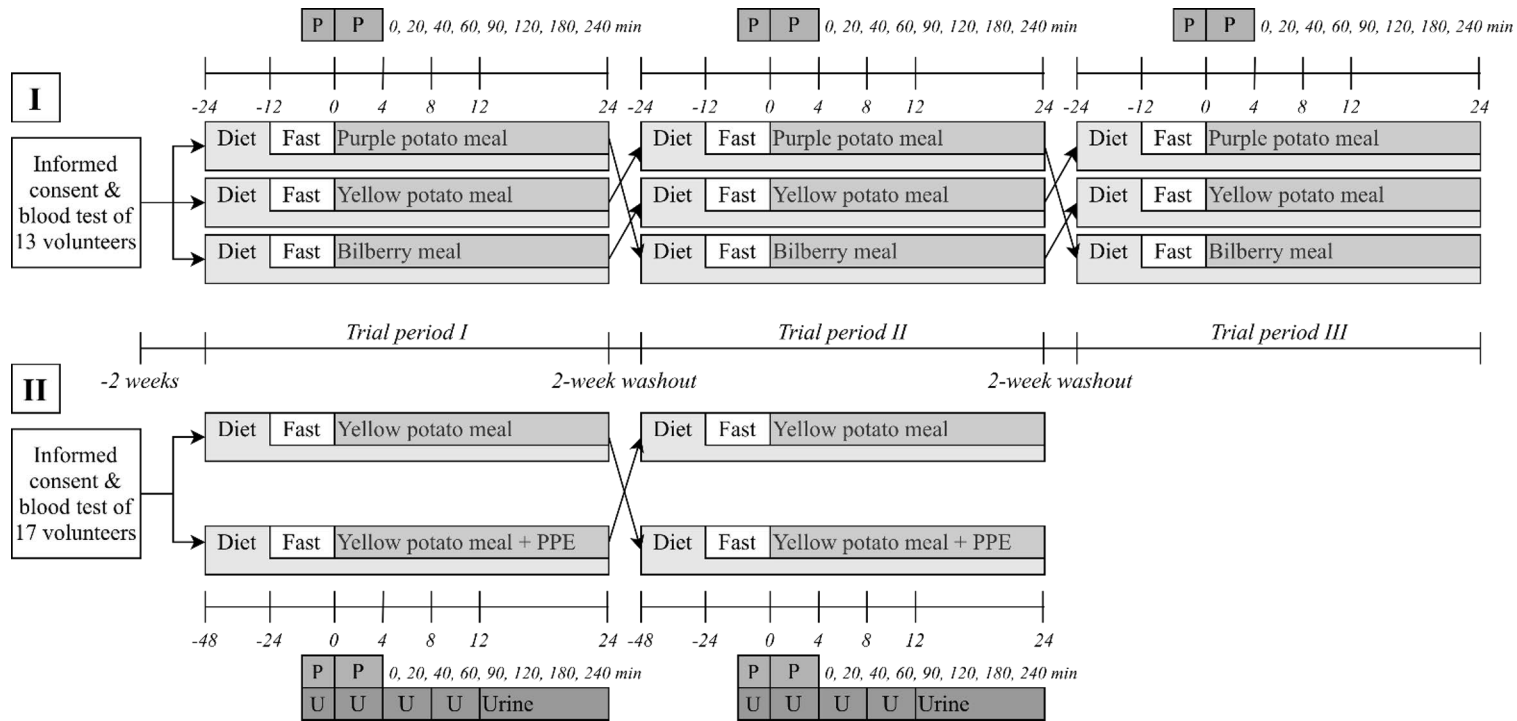 P P 0, 20, 40, 60, 90, 120, 180, 240 min P P 0, 20, 40, 60, 90, 120, 180, 240 min P P 0, 20, 40, 60, 90, 120, 180, 240 min
I
-24 -12 0 4 8 12 24 -24 -12 0 4 8 12 24 -24 -12 0 4 8 12 24
Informed
consent &
blood test of
13 volunteers
Diet Fast Purple potato meal Diet Fast Purple potato meal Diet Fast Purple potato meal
Diet Fast Yellow potato meal Diet Fast Yellow potato meal Diet Fast Yellow potato meal
Diet Fast Bilberry meal Diet Fast Bilberry meal Diet Fast Bilberry meal
Trial period I Trial period II Trial period III
-2 weeks 2-week washout 2-week washout
II
Informed
consent &
blood test of
17 volunteers
Diet Fast Yellow potato meal Diet Fast Yellow potato meal
Diet Fast Yellow potato meal + PPE Diet Fast Yellow potato meal + PPE
-48 -24 0 4 8 12 24 -48 -24 0 4 8 12 24
P P 0, 20, 40, 60, 90, 120, 180, 240 min P P 0, 20, 40, 60, 90, 120, 180, 240 min
U U U U Urine U U U U Urine